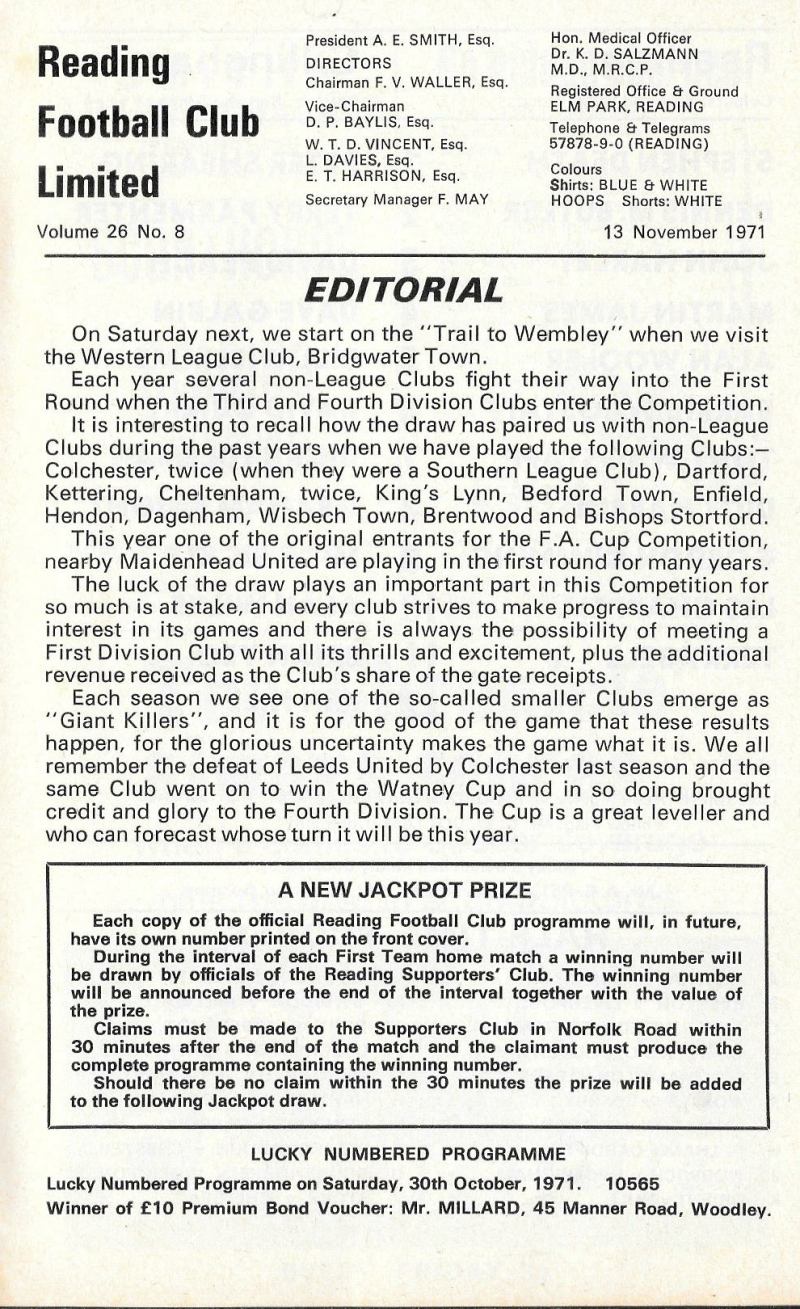 Reading
Football Club
Limited
President A. E. SMITH, Esq.
DIRECTORS
Chairman F. V. WALLER, Esq.
Vice-Chairman
D. P. BAYLIS, Esq.
W. T. D. VINCENT, Esq.
L. DAVIES, Esq.
E. T. HARRISON, Esq.
Secretary Manager F. MAY
Hon. Medical Officer
Dr. K. D. SALZMANN
M.D., M.R.C.P.
Registered Office & Ground
ELM PARK, READING
Telephone & Telegrams
57878-9-0 (READING)
Colours
Shirts: BLUE & WHITE
HOOPS Shorts: WHITE
Volume 26 No. 8
13 November 1971
EDITORIAL
On Saturday next, we start on the "Trail to Wembley" when we visit
the Western League Club, Bridgwater Town.
Each year several non-League Clubs fight their way into the First
Round when the Third and Fourth Division Clubs enter the Competition.
It is interesting to recall how the draw has paired us with non-League
Clubs during the past years when we have played the following Clubs:–
Colchester, twice (when they were a Southern League Club), Dartford,
Kettering, Cheltenham, twice, King's Lynn, Bedford Town, Enfield,
Hendon, Dagenham, Wisbech Town, Brentwood and Bishops Stortford.
This year one of the original entrants for the F.A. Cup Competition,
nearby Maidenhead United are playing in the first round for many years.
The luck of the draw plays an important part in this Competition for
so much is at stake, and every club strives to make progress to maintain
interest in its games and there is always the possibility of meeting a
First Division Club with all its thrills and excitement, plus the additional
revenue received as the Club's share of the gate receipts.
Each season we see one of the so-called smaller Clubs emerge as
"Giant Killers", and it is for the good of the game that these results
happen, for the glorious uncertainty makes the game what it is. We all
remember the defeat of Leeds United by Colchester last season and the
same Club went on to win the Watney Cup and in so doing brought
credit and glory to the Fourth Division. The Cup is a great leveller and
who can forecast whose turn it will be this year.
A NEW JACKPOT PRIZE
Each copy of the official Reading Football Club programme will, in future,
have its own number printed on the front cover.
During the interval of each First Team home match a winning number will
be drawn by officials of the Reading Supporters' Club. The winning number
will be announced before the end of the interval together with the value of
the prize.
Claims must be made to the Supporters Club in Norfolk Road within
30 minutes after the end of the match and the claimant must produce the
complete programme containing the winning number.
Should there be no claim within the 30 minutes the prize will be added
to the following Jackpot draw.
LUCKY NUMBERED PROGRAMME
Lucky Numbered Programme on Saturday, 30th October, 1971. 10565
Winner of £10 Premium Bond Voucher: Mr. MILLARD, 45 Manner Road, Woodley.